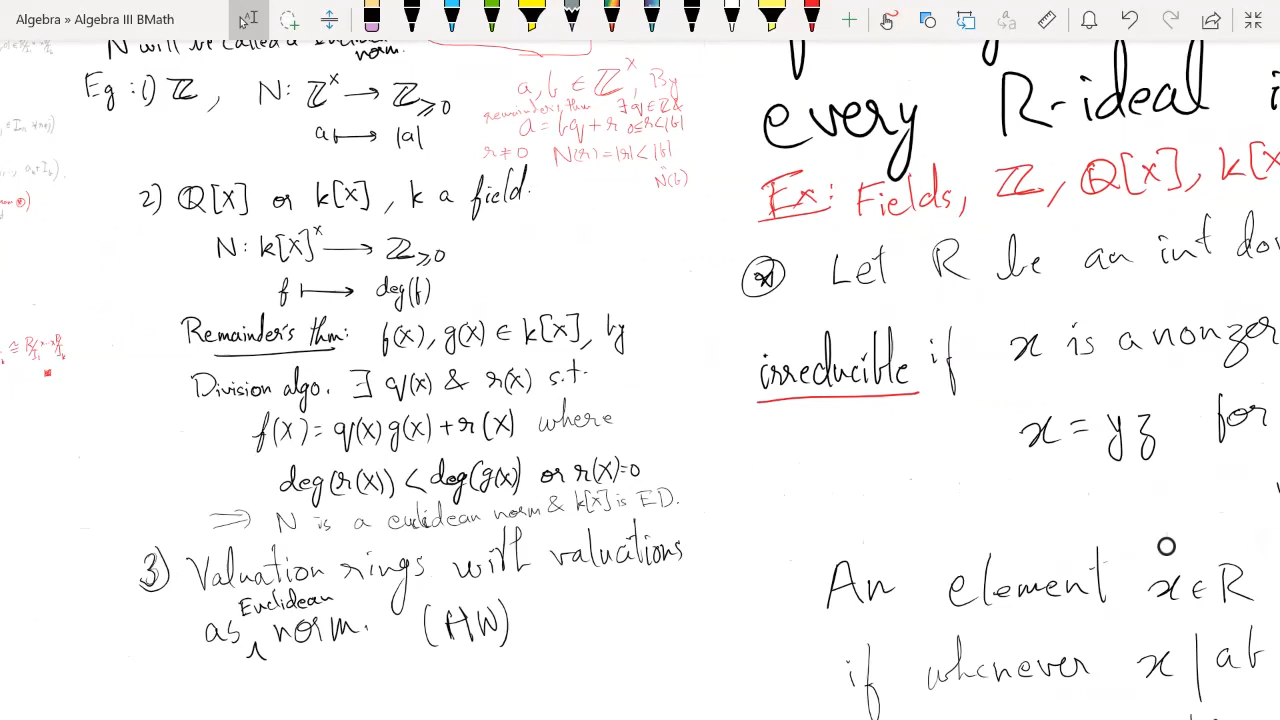 Algebra » Algebra III BMath
N will be called a Euclidean
norm.
Eg : 1) ℤ, N: ℤ^x → ℤ≥0
a ↦ |a|
a, b ∈ ℤ^x, By
remainder's thm ∃ q ∈ ℤ &
a = bq + r 0≤r<|b|
r≠0 N(r) = |r| < |b|
N(b)
2) Q[X] or k[X], k a field.
N: k[X]^x → ℤ≥0
f ↦ deg(f)
Remainder's thm: f(x), g(x) ∈ k[X], by
Division algo. ∃ q(x) & r(x) s.t.
f(X) = q(X) g(X) + r(X) where
deg(r(X)) < deg(g(X)) or r(X)=0
⇒ N is a euclidean norm & k[X] is ED.
3) Valuation rings with valuations
Euclidean
as ∧ norm. (HW)
every R-ideal i
Ex: Fields, ℤ, Q[X], k[X
Let R be an int do
irreducible if x is a nonzer
x = yz for
An element x ∈ R
if whenever x | ab